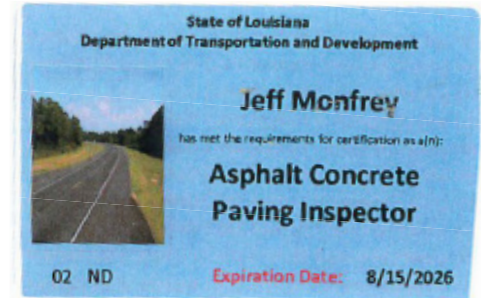 State of Louisiana
Department of Transportation and Development
Jeff Monfrey
has met the requirements for certification as a(n):
Asphalt Concrete
Paving Inspector
02 ND
Expiration Date: 8/15/2026